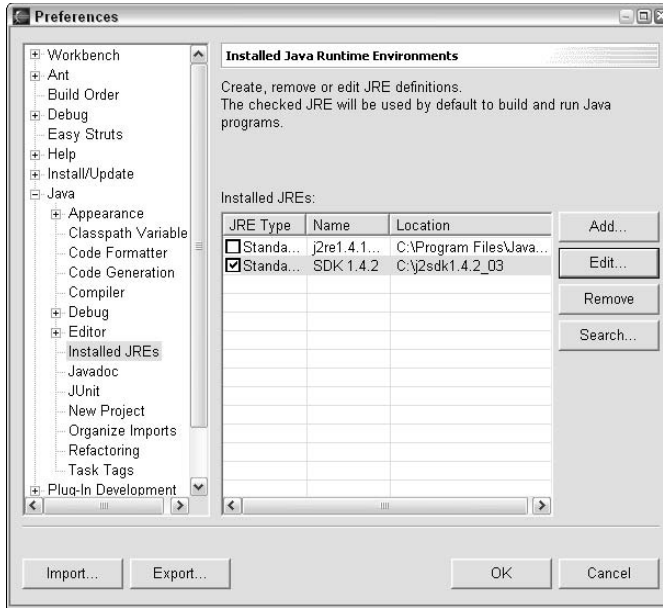 Preferences
Workbench
Ant
Build Order
Debug
Easy Struts
Help
Install/Update
Java
Appearance
Classpath Variable
Code Formatter
Code Generation
Compiler
Debug
Editor
Installed JREs
Javadoc
JUnit
New Project
Organize Imports
Refactoring
Task Tags
Plug-In Development
Installed Java Runtime Environments
Create, remove or edit JRE definitions.
The checked JRE will be used by default to build and run Java
programs.
Installed JREs:
JRE Type Name Location
Standa... j2re1.4.1... C:\Program Files\Java...
Standa... SDK 1.4.2 C:\j2sdk1.4.2_03
Add...
Edit...
Remove
Search...
Import... Export... OK Cancel